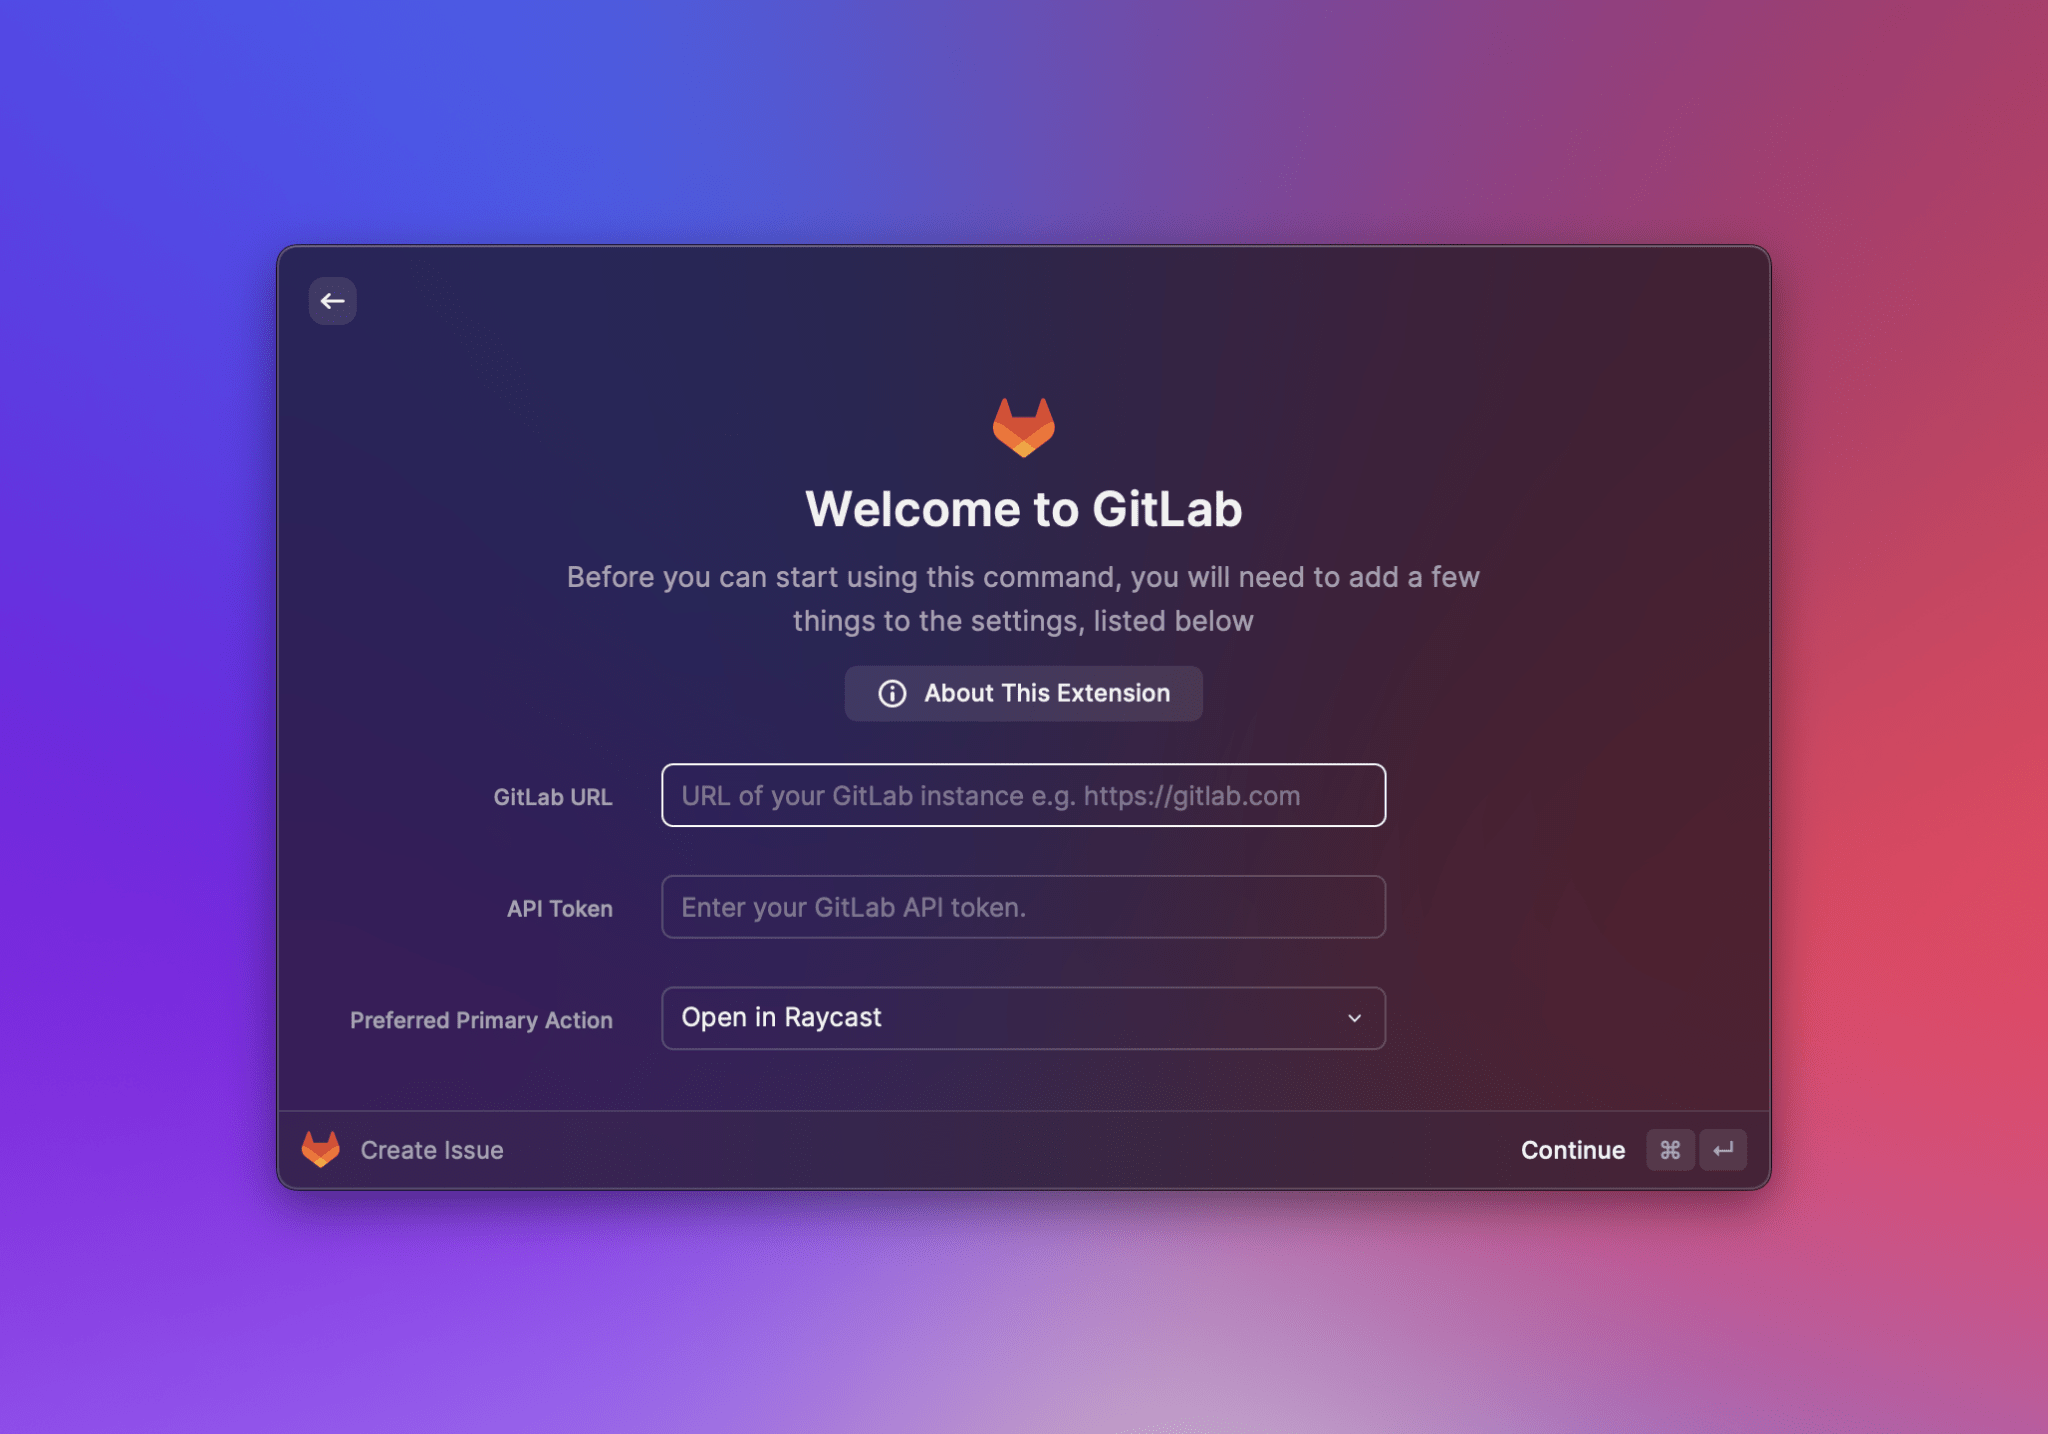 Welcome to GitLab
Before you can start using this command, you will need to add a few
things to the settings, listed below
About This Extension
GitLab URL
URL of your GitLab instance e.g. https://gitlab.com
API Token
Enter your GitLab API token.
Preferred Primary Action
Open in Raycast
Create Issue
Continue ⌘ ↵